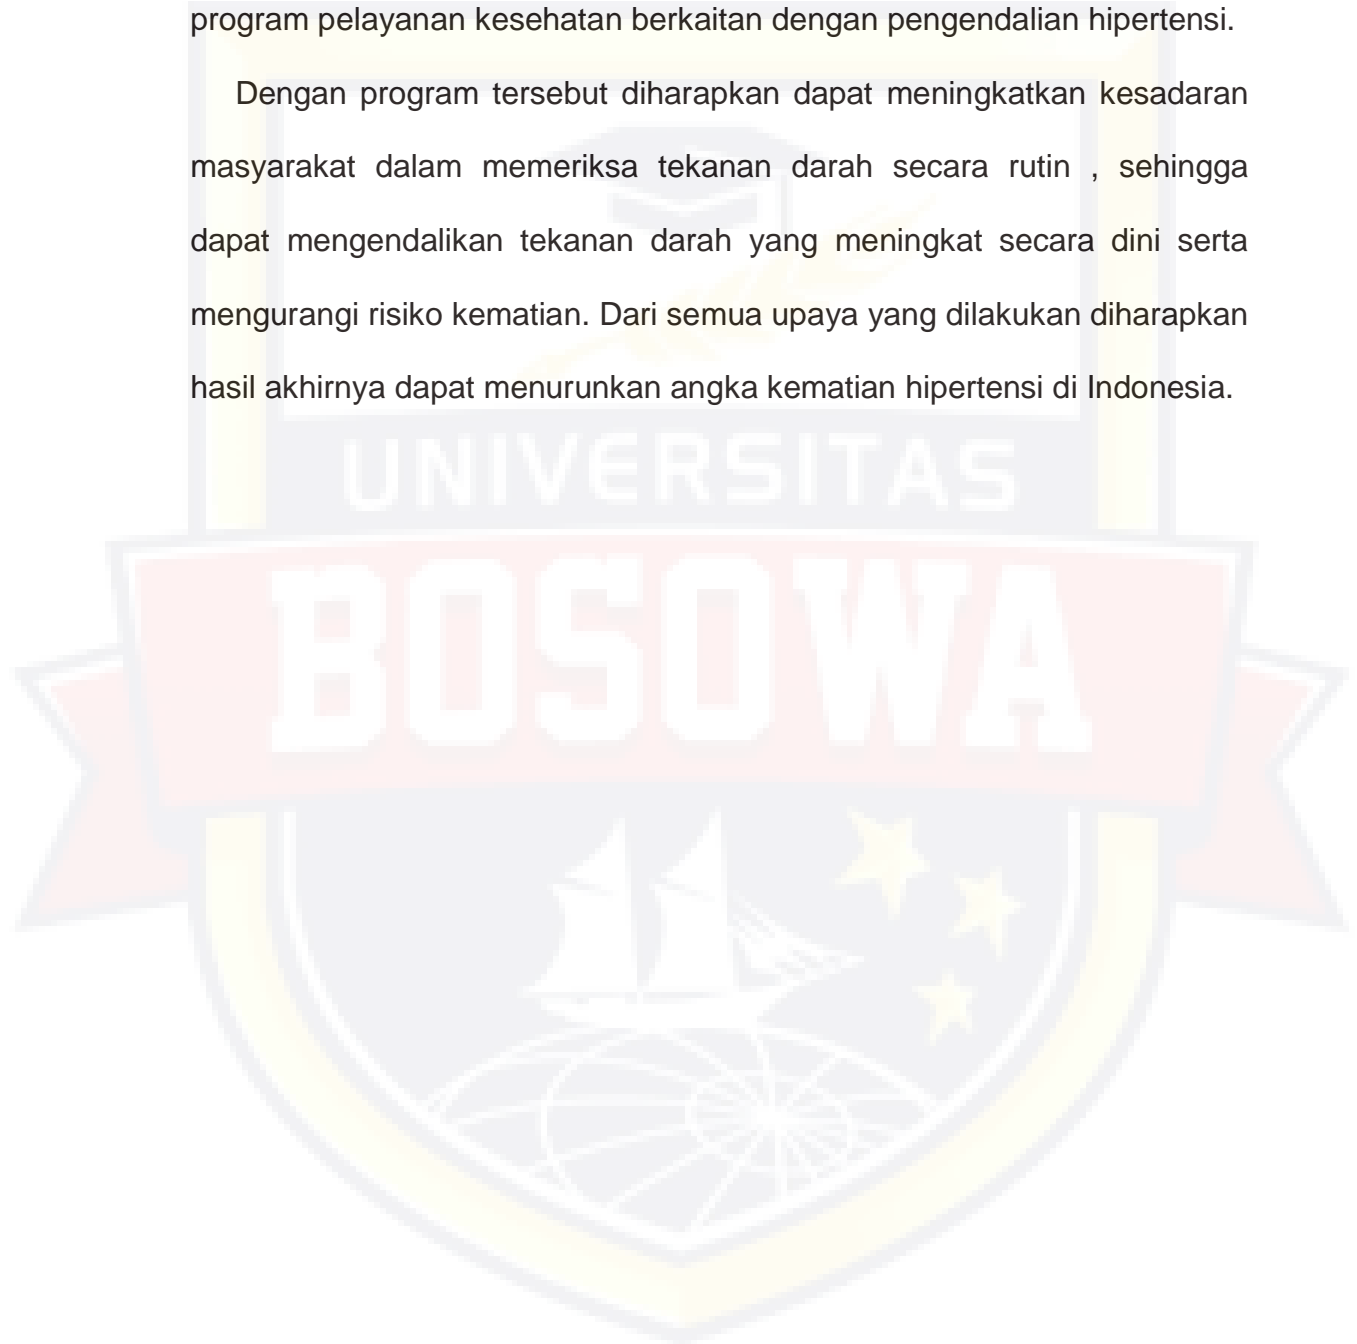 program pelayanan kesehatan berkaitan dengan pengendalian hipertensi.
Dengan program tersebut diharapkan dapat meningkatkan kesadaran
masyarakat dalam memeriksa tekanan darah secara rutin , sehingga
dapat mengendalikan tekanan darah yang meningkat secara dini serta
mengurangi risiko kematian. Dari semua upaya yang dilakukan diharapkan
hasil akhirnya dapat menurunkan angka kematian hipertensi di Indonesia.
UNIVERSITAS
BOSOWA